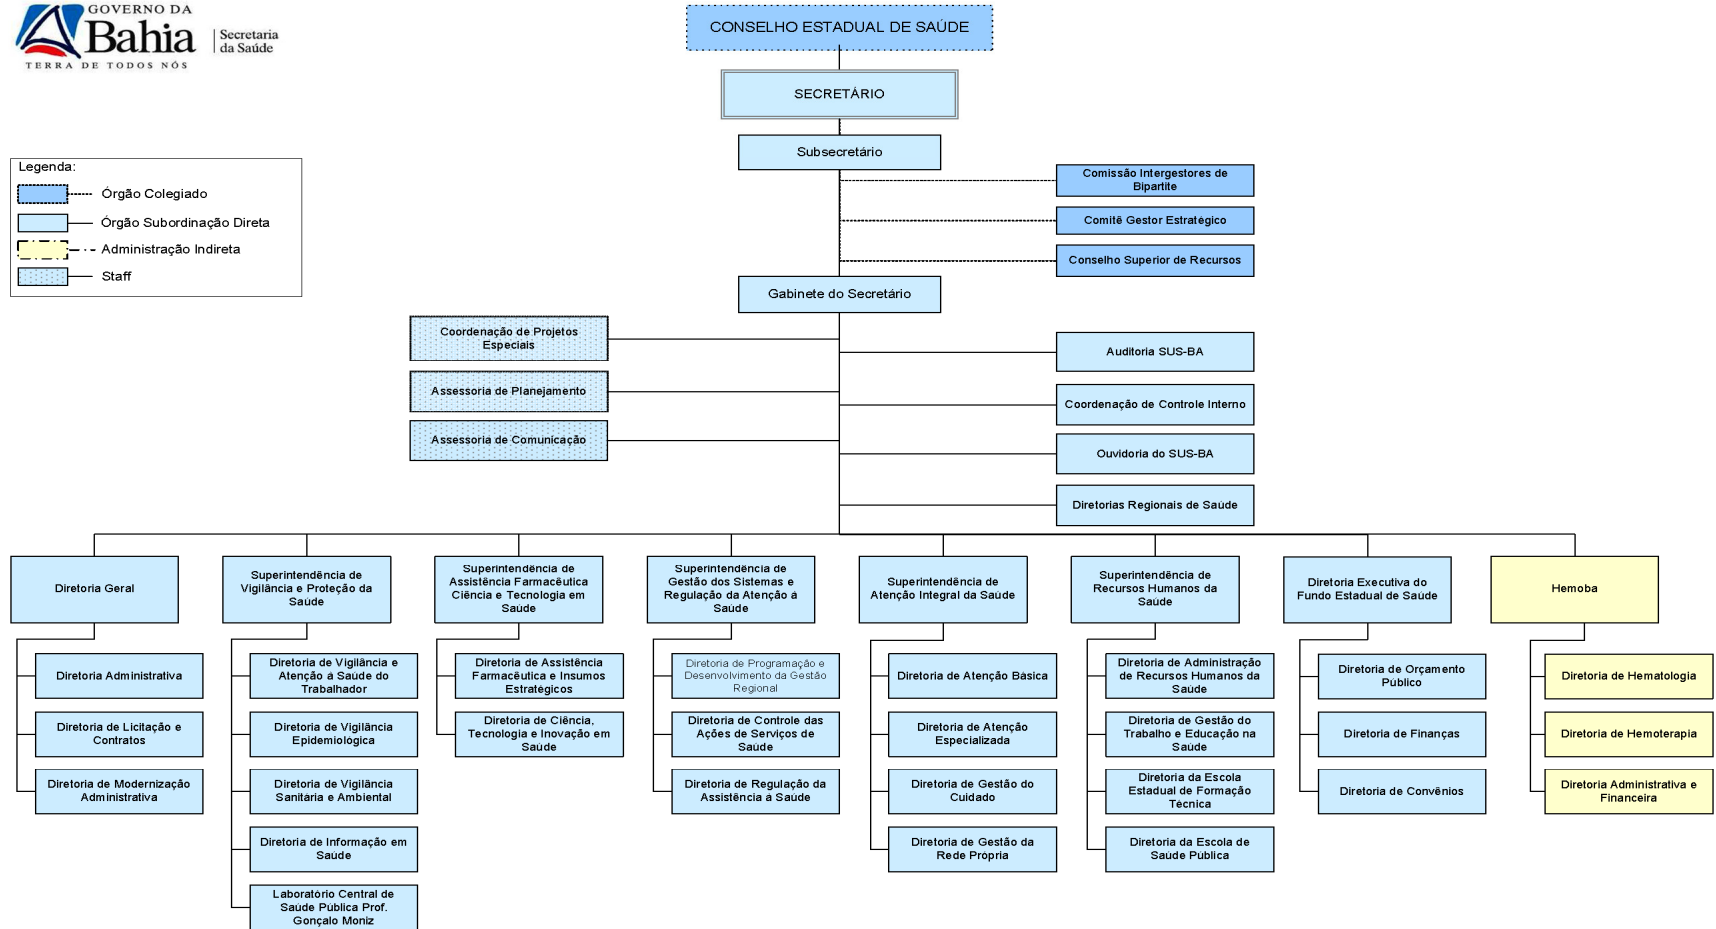 GOVERNO DA
Bahia
TERRA DE TODOS NÓS
Secretaria
da Saúde
CONSELHO ESTADUAL DE SAÚDE
SECRETÁRIO
Subsecretário
Legenda:
Órgão Colegiado
Órgão Subordinação Direta
Administração Indireta
Staff
Comissão Intergestores de
Bipartite
Comitê Gestor Estratégico
Conselho Superior de Recursos
Gabinete do Secretário
Coordenação de Projetos
Especiais
Assessoria de Planejamento
Assessoria de Comunicação
Auditoria SUS-BA
Coordenação de Controle Interno
Ouvidoria do SUS-BA
Diretorias Regionais de Saúde
Diretoria Geral
Diretoria Administrativa
Diretoria de Licitação e
Contratos
Diretoria de Modernização
Administrativa
Superintendência de
Vigilância e Proteção da
Saúde
Diretoria de Vigilância e
Atenção à Saúde do
Trabalhador
Diretoria de Vigilância
Epidemiológica
Diretoria de Vigilância
Sanitária e Ambiental
Diretoria de Informação em
Saúde
Laboratório Central de
Saúde Pública Prof.
Gonçalo Moniz
Superintendência de
Assistência Farmacêutica
Ciência e Tecnologia em
Saúde
Diretoria de Assistência
Farmacêutica e Insumos
Estratégicos
Diretoria de Ciência,
Tecnologia e Inovação em
Saúde
Superintendência de
Gestão dos Sistemas e
Regulação da Atenção à
Saúde
Diretoria de Programação e
Desenvolvimento da Gestão
Regional
Diretoria de Controle das
Ações de Serviços de
Saúde
Diretoria de Regulação da
Assistência à Saúde
Superintendência de
Atenção Integral da Saúde
Diretoria de Atenção Básica
Diretoria de Atenção
Especializada
Diretoria de Gestão do
Cuidado
Diretoria de Gestão da
Rede Própria
Superintendência de
Recursos Humanos da
Saúde
Diretoria de Administração
de Recursos Humanos da
Saúde
Diretoria de Gestão do
Trabalho e Educação na
Saúde
Diretoria da Escola
Estadual de Formação
Técnica
Diretoria da Escola de
Saúde Pública
Diretoria Executiva do
Fundo Estadual de Saúde
Diretoria de Orçamento
Público
Diretoria de Finanças
Diretoria de Convênios
Hemoba
Diretoria de Hematologia
Diretoria de Hemoterapia
Diretoria Administrativa e
Financeira